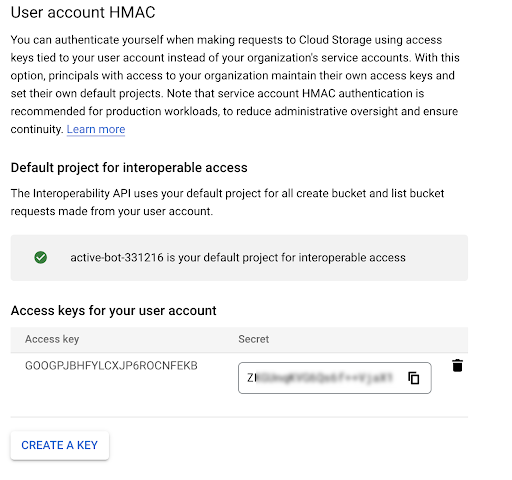 User account HMAC
You can authenticate yourself when making requests to Cloud Storage using access
keys tied to your user account instead of your organization's service accounts. With this
option, principals with access to your organization maintain their own access keys and
set their own default projects. Note that service account HMAC authentication is
recommended for production workloads, to reduce administrative oversight and ensure
continuity. Learn more
Default project for interoperable access
The Interoperability API uses your default project for all create bucket and list bucket
requests made from your user account.
active-bot-331216 is your default project for interoperable access
Access keys for your user account
Access key Secret
GOOGPJBHFYLCXJP6ROCNFEKB
CREATE A KEY